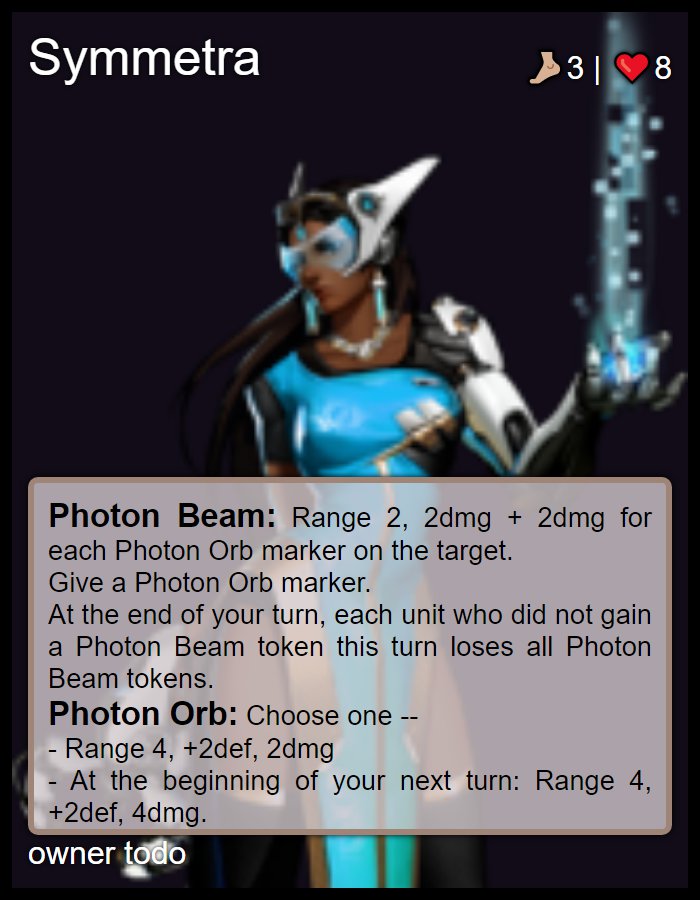 Symmetra
🦶3 | ❤️8
Photon Beam: Range 2, 2dmg + 2dmg for
each Photon Orb marker on the target.
Give a Photon Orb marker.
At the end of your turn, each unit who did not gain
a Photon Beam token this turn loses all Photon
Beam tokens.
Photon Orb: Choose one --
- Range 4, +2def, 2dmg
- At the beginning of your next turn: Range 4,
+2def, 4dmg.
owner todo